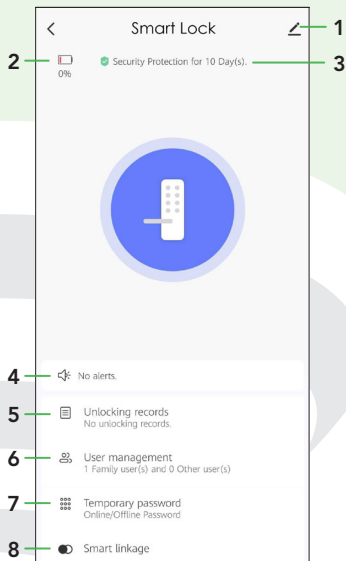 Smart Lock
1
2
0%
Security Protection for 10 Day(s).
3
4
No alerts.
5
Unlocking records
No unlocking records.
6
User management
1 Family user(s) and 0 Other user(s)
7
Temporary password
Online/Offline Password
8
Smart linkage